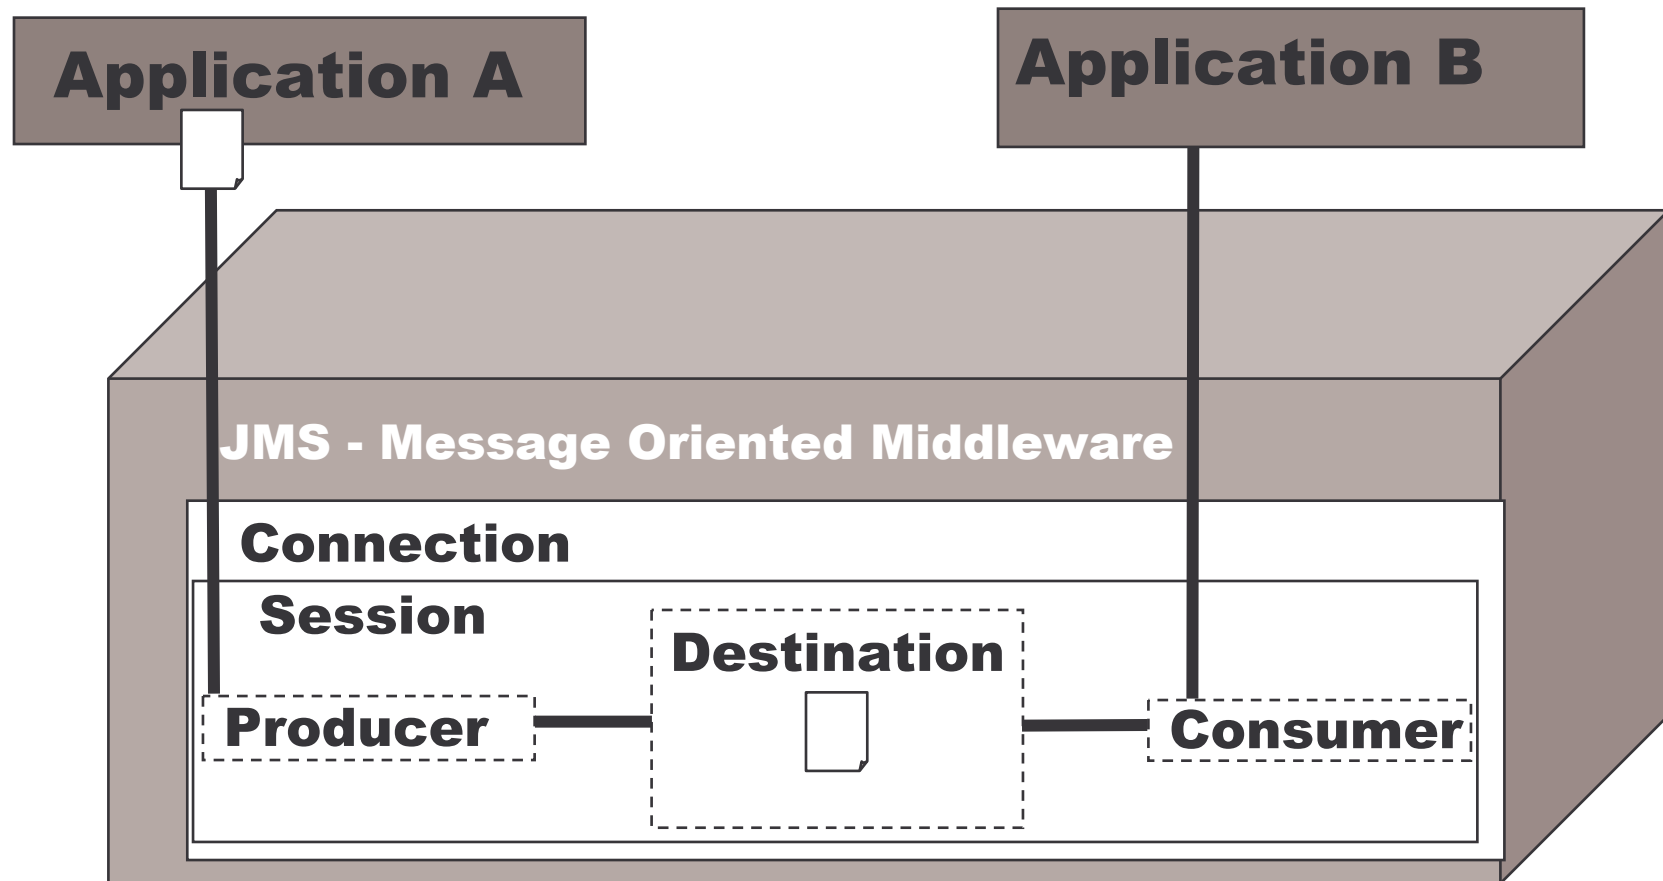 Application A
Application B
JMS - Message Oriented Middleware
Connection
Session
Destination
Producer
Consumer